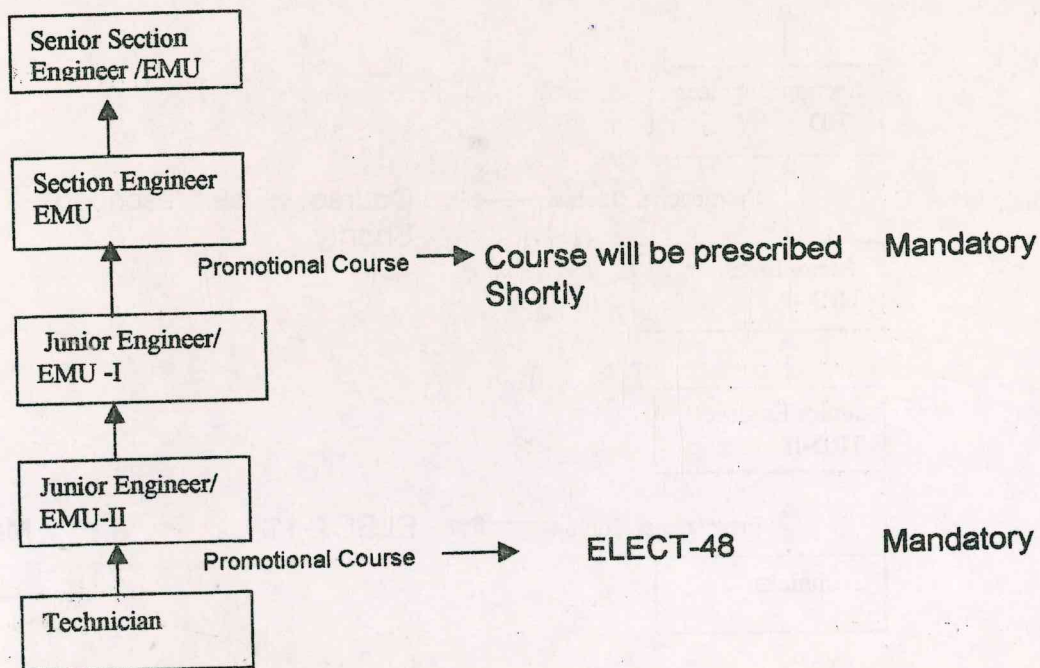 Senior Section
Engineer /EMU
Section Engineer
EMU
Promotional Course Course will be prescribed Mandatory
Shortly
Junior Engineer/
EMU -I
Junior Engineer/
EMU-II
Promotional Course ELECT-48 Mandatory
Technician